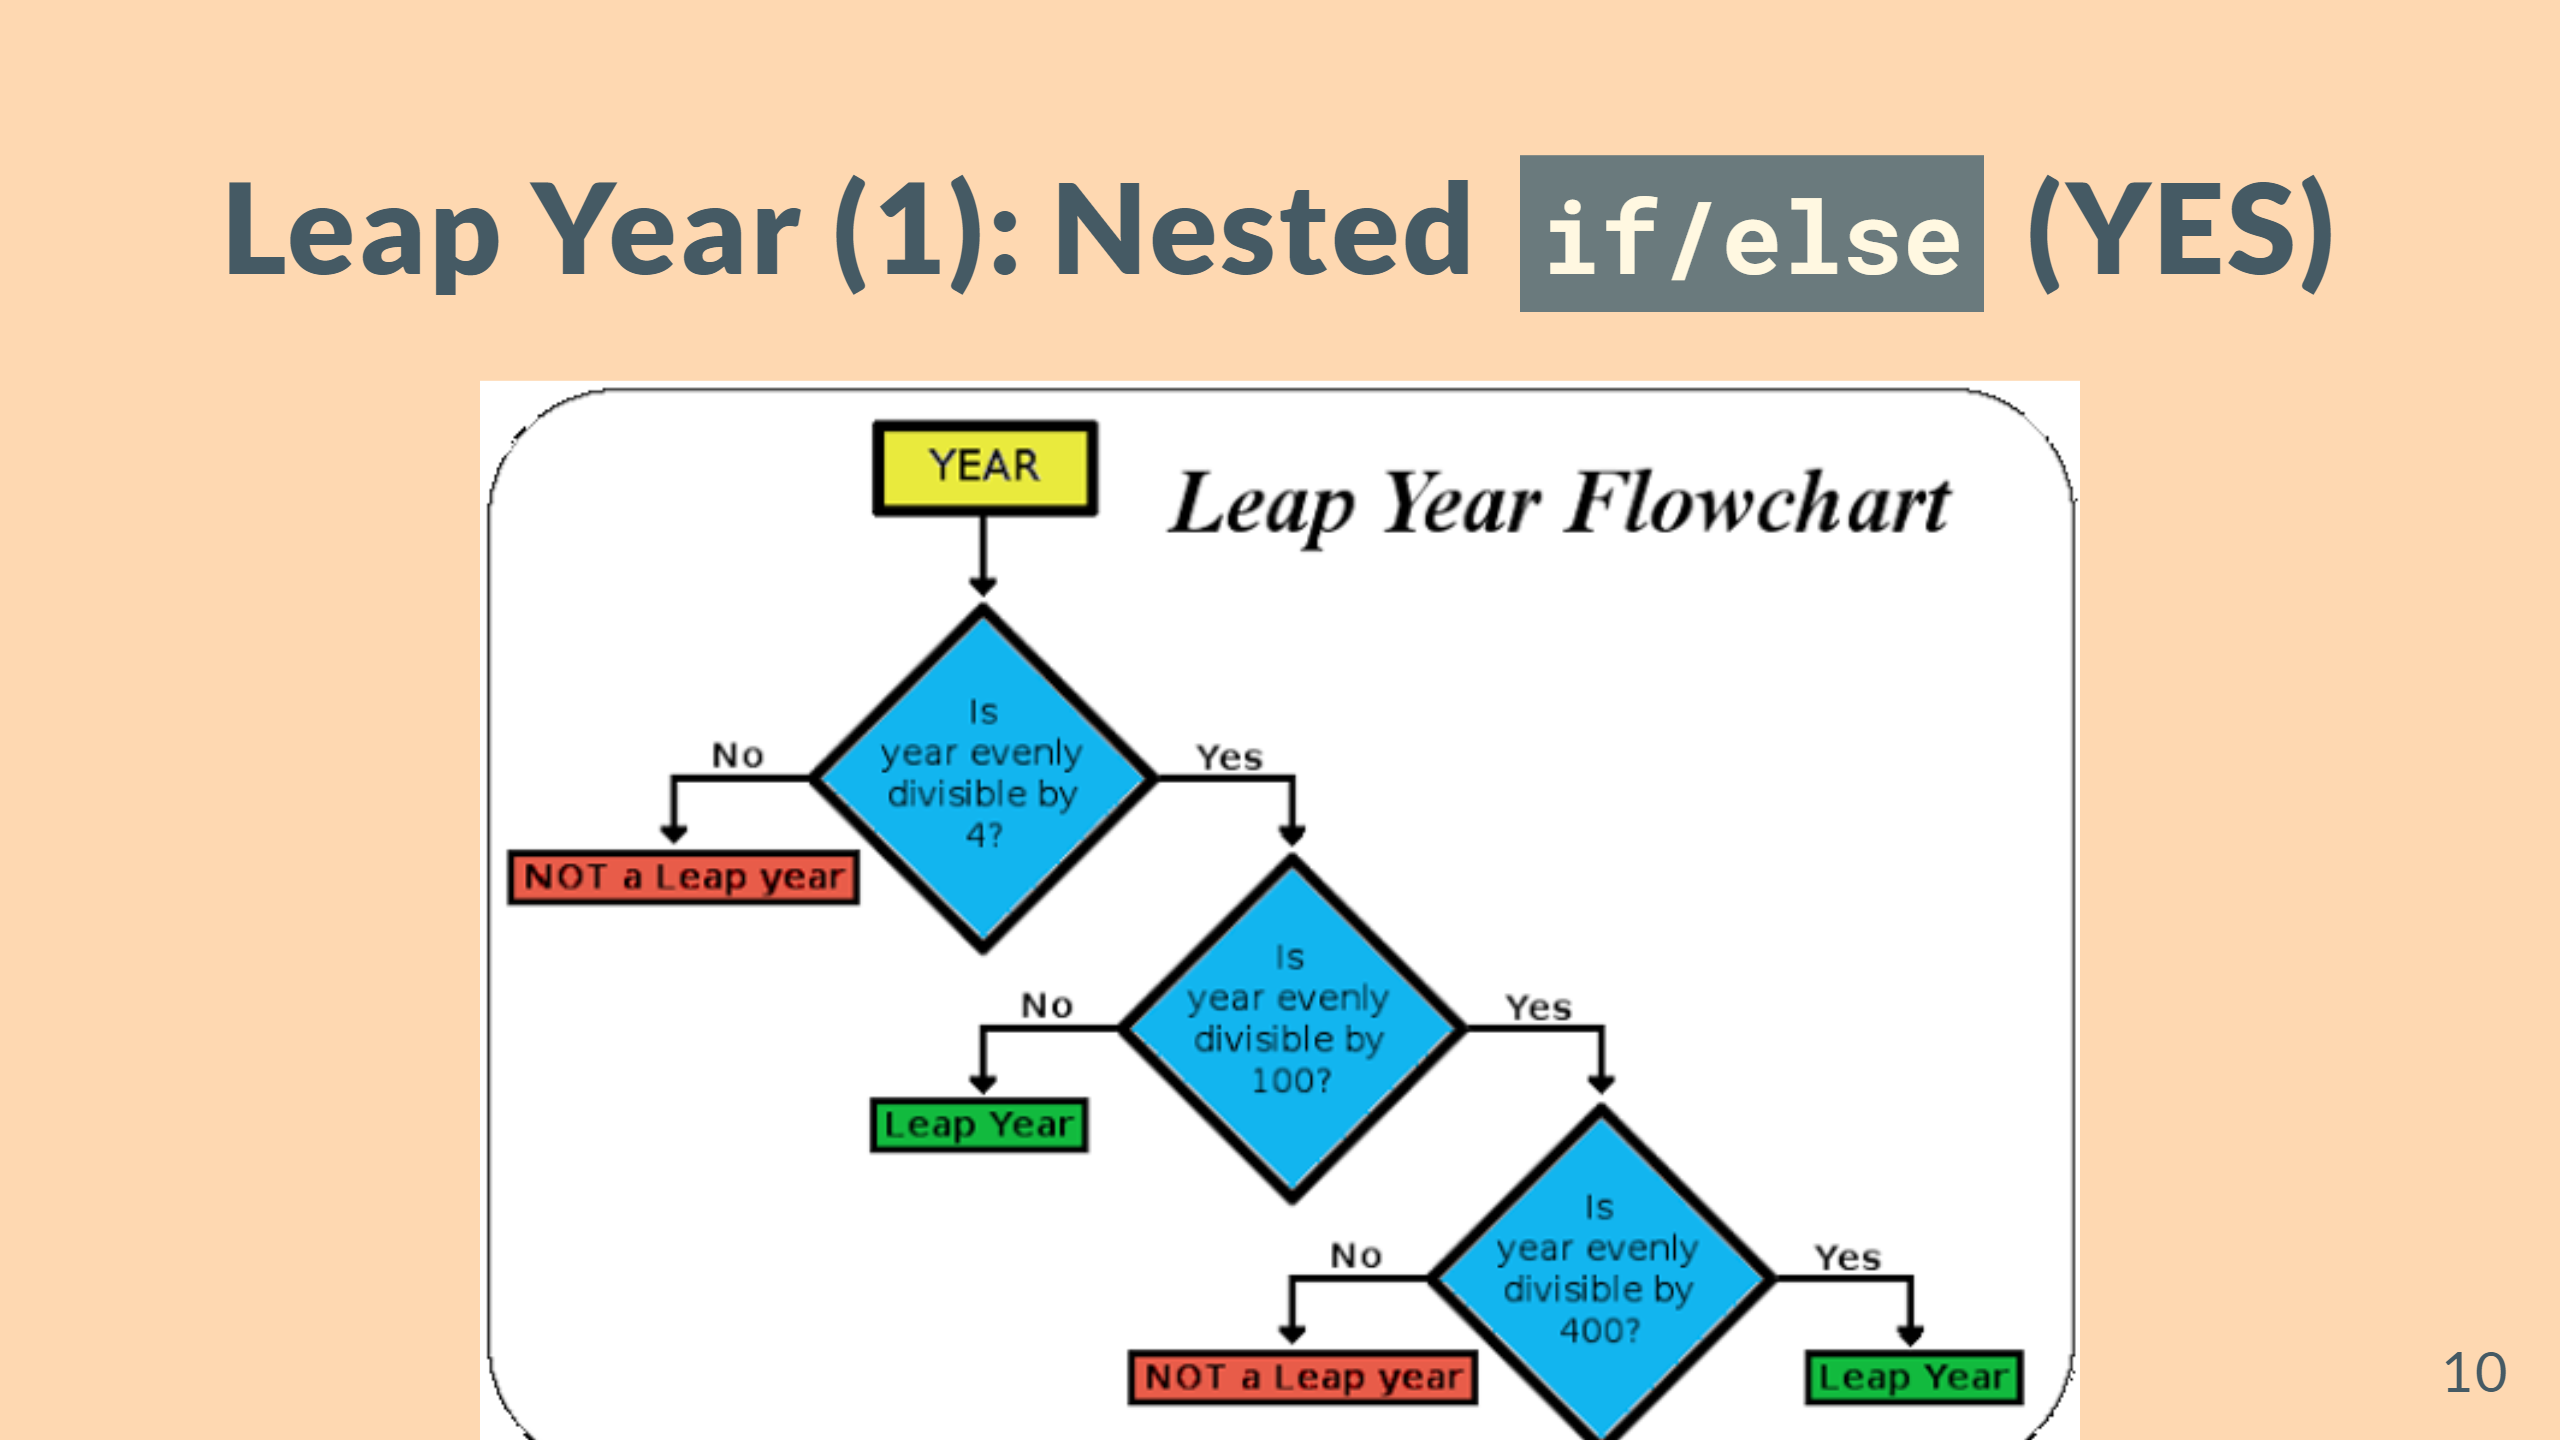 Leap Year (1): Nested if/else (YES)
YEAR
Leap Year Flowchart
Is
year evenly
divisible by
4?
No
Yes
NOT a Leap year
Is
year evenly
divisible by
100?
No
Yes
Leap Year
Is
year evenly
divisible by
400?
No
Yes
NOT a Leap year
Leap Year
10